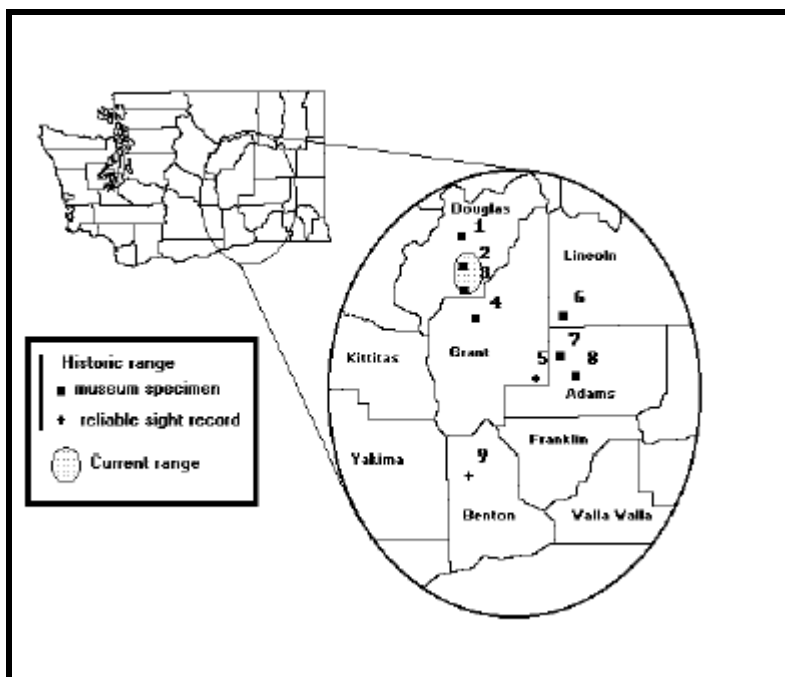 Douglas
1
2
3
Lincoln
4
6
Grant
7
5
8
Kittitas
Adams
Franklin
Yakima
9
Benton
Walla Walla
Historic range
museum specimen
reliable sight record
Current range